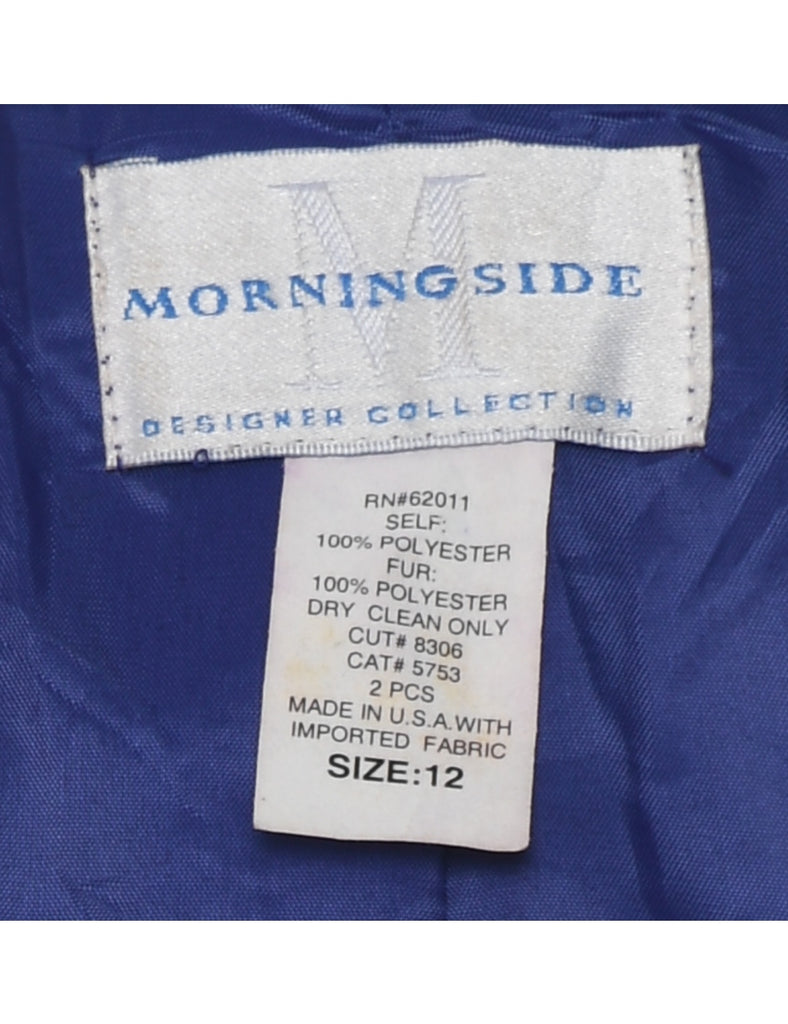 M
MORNINGSIDE
DESIGNER COLLECTION
RN#62011
SELF:
100% POLYESTER
FUR:
100% POLYESTER
DRY CLEAN ONLY
CUT# 8306
CAT# 5753
2 PCS
MADE IN U.S.A. WITH
IMPORTED FABRIC
SIZE:12